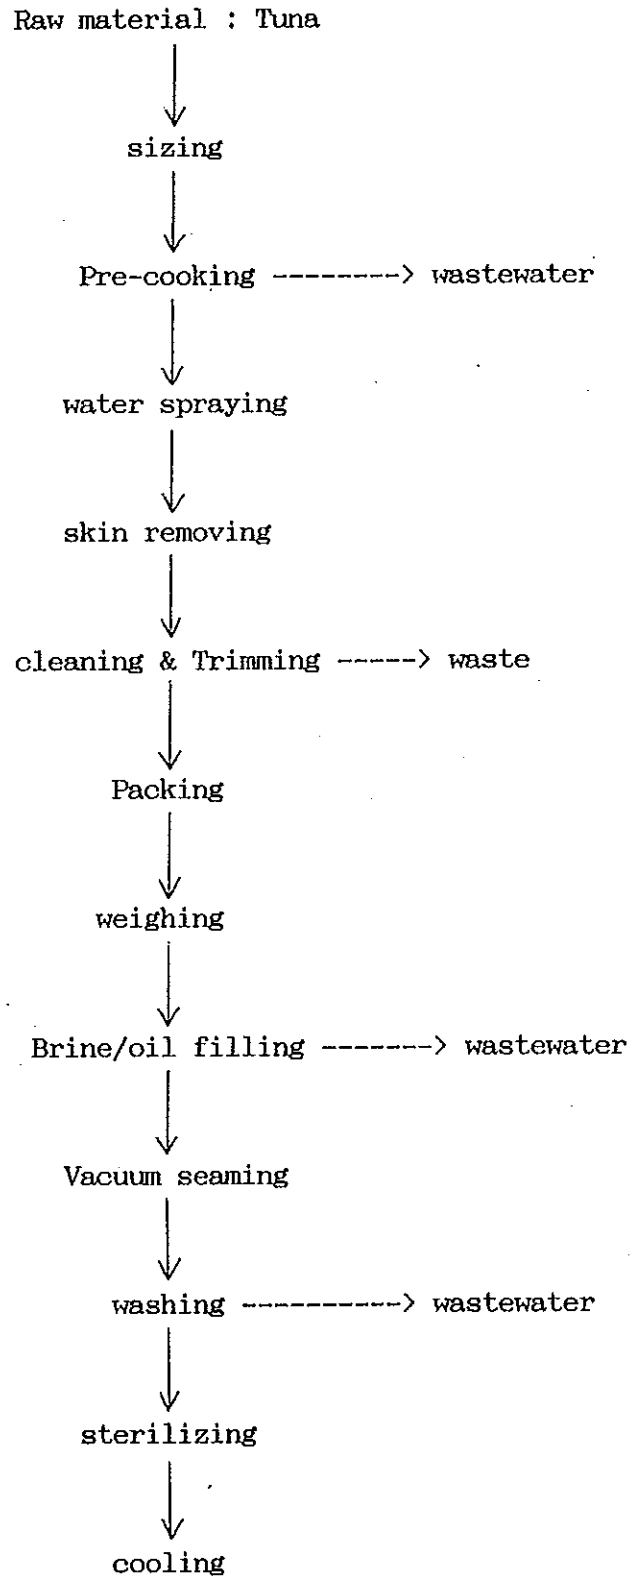 Raw material : Tuna
sizing
Pre-cooking --------> wastewater
water spraying
skin removing
cleaning & Trimming -----> waste
Packing
weighing
Brine/oil filling -------> wastewater
Vacuum seaming
washing ----------> wastewater
sterilizing
cooling